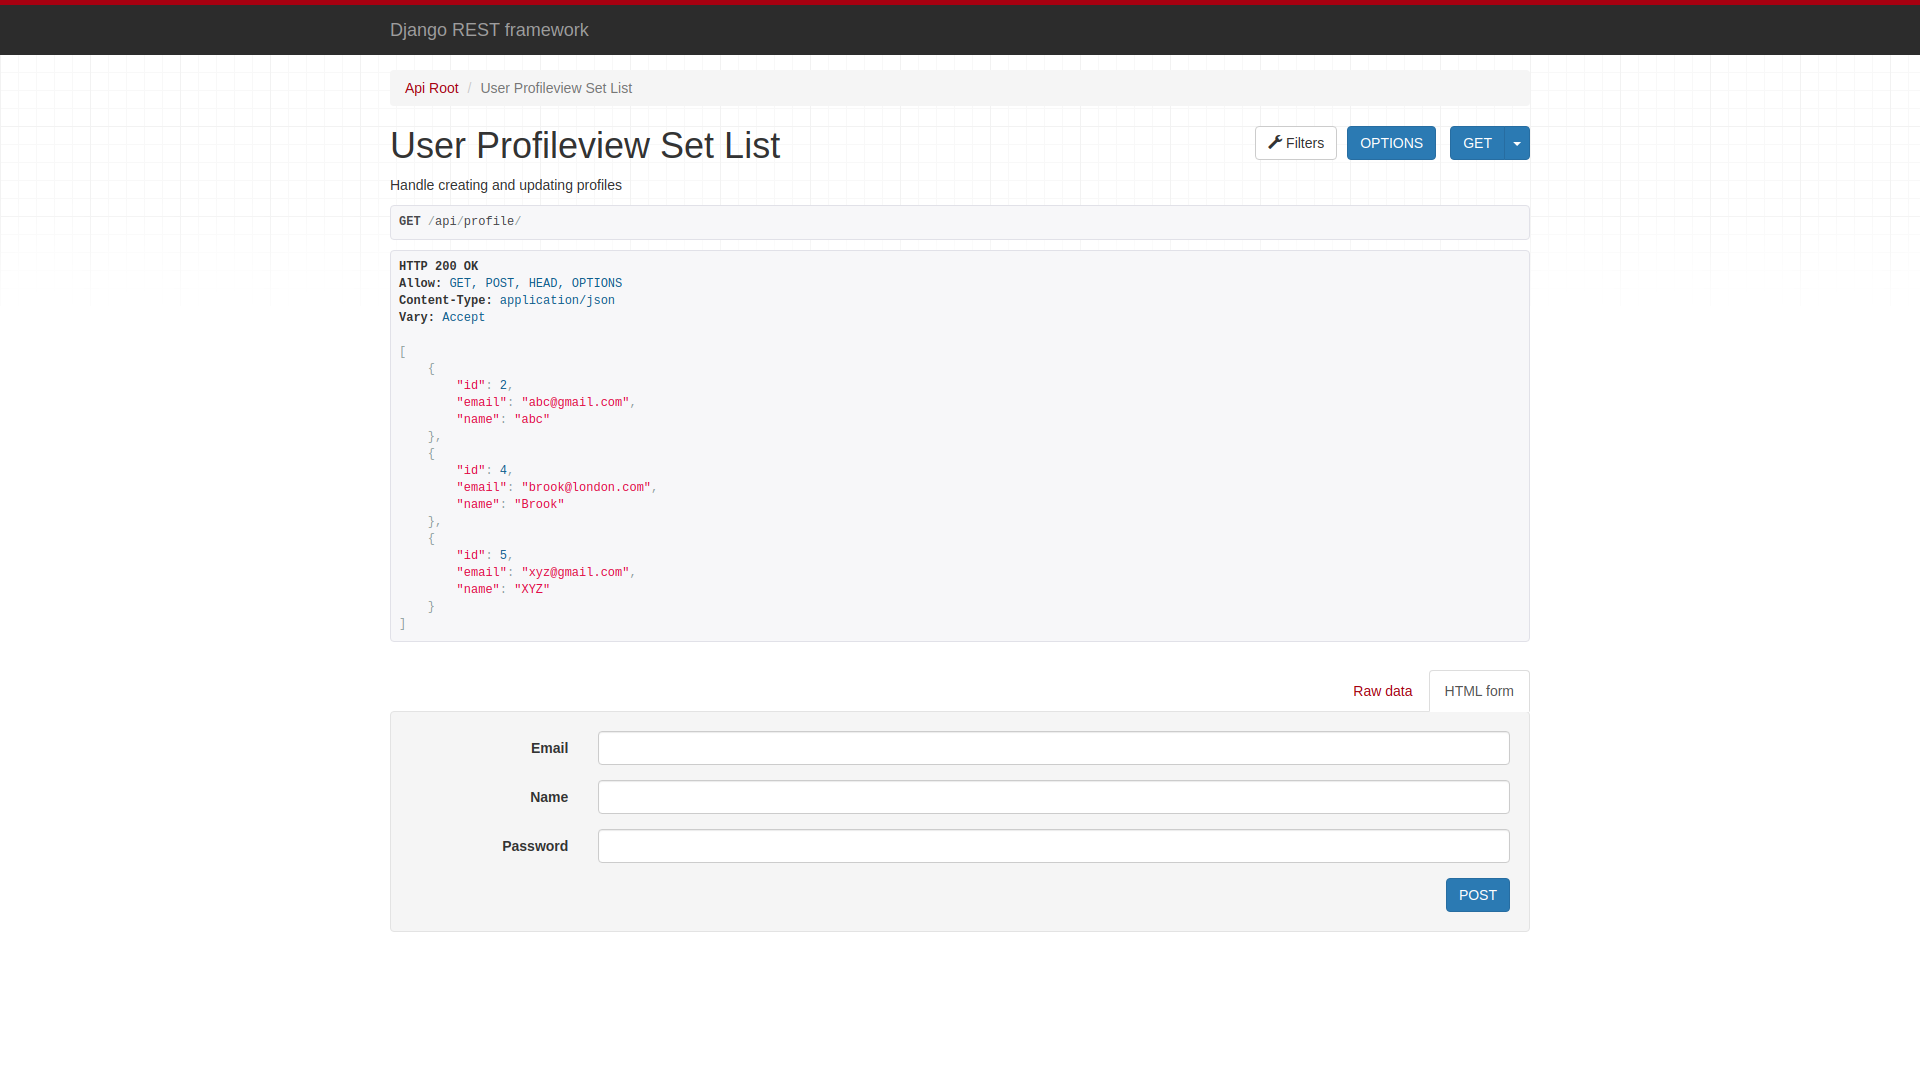 Django REST framework
Api Root / User Profileview Set List
User Profileview Set List
Filters
OPTIONS
GET
Handle creating and updating profiles
GET /api/profile/
HTTP 200 OK
Allow: GET, POST, HEAD, OPTIONS
Content-Type: application/json
Vary: Accept
[
    {
        "id": 2,
        "email": "abc@gmail.com",
        "name": "abc"
    },
    {
        "id": 4,
        "email": "brook@london.com",
        "name": "Brook"
    },
    {
        "id": 5,
        "email": "xyz@gmail.com",
        "name": "XYZ"
    }
]
Raw data
HTML form
Email
Name
Password
POST